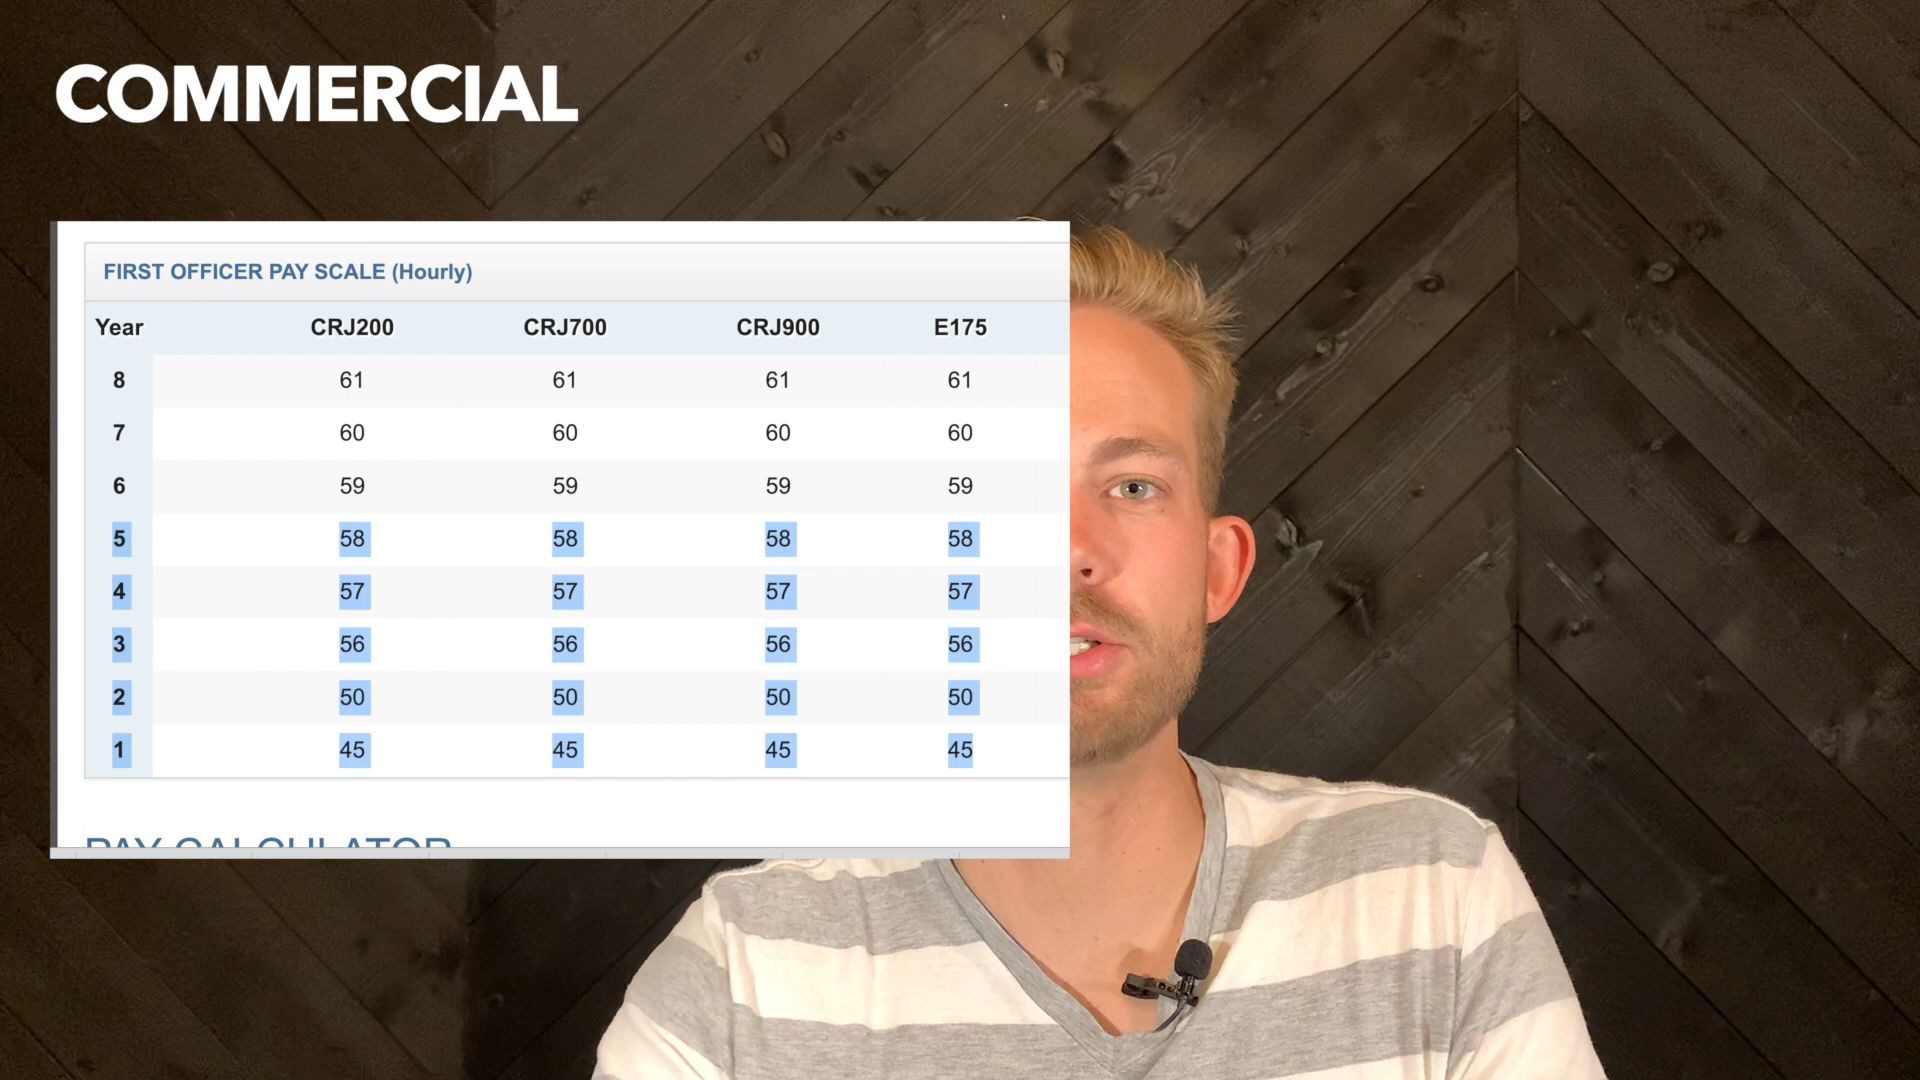 COMMERCIAL
FIRST OFFICER PAY SCALE (Hourly)
Year CRJ200 CRJ700 CRJ900 E175
8 61 61 61 61
7 60 60 60 60
6 59 59 59 59
5 58 58 58 58
4 57 57 57 57
3 56 56 56 56
2 50 50 50 50
1 45 45 45 45
PAY CALCULATOR